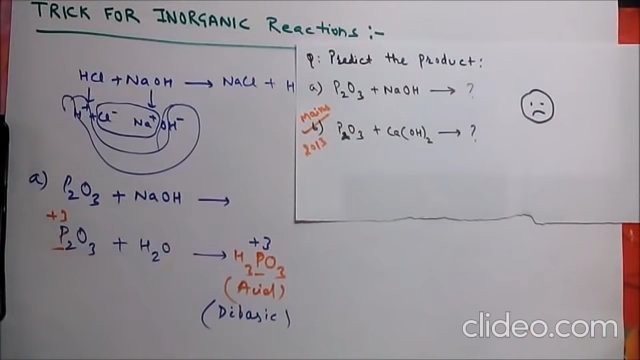 TRICK FOR INORGANIC Reactions :-
HCl + NaOH → NaCl + H
H⁺ Cl⁻ Na⁺ OH⁻
Q: Predict the product:
a) P₂O₃ + NaOH → ?
Mains 2013
b) P₂O₃ + Ca(OH)₂ → ?
a) P₂O₃ + NaOH →
+3 +3
P₂O₃ + H₂O → H₃PO₃
(Acid)
(Dibasic)
clideo.com